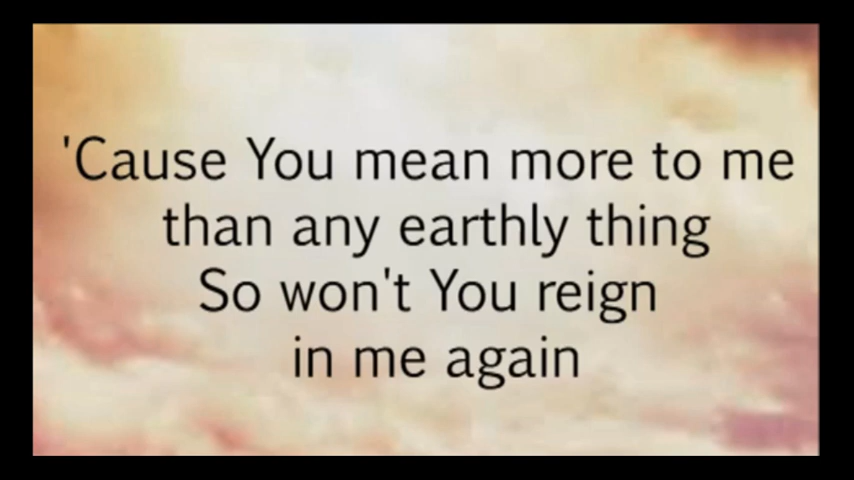 'Cause You mean more to me
than any earthly thing
So won't You reign
in me again